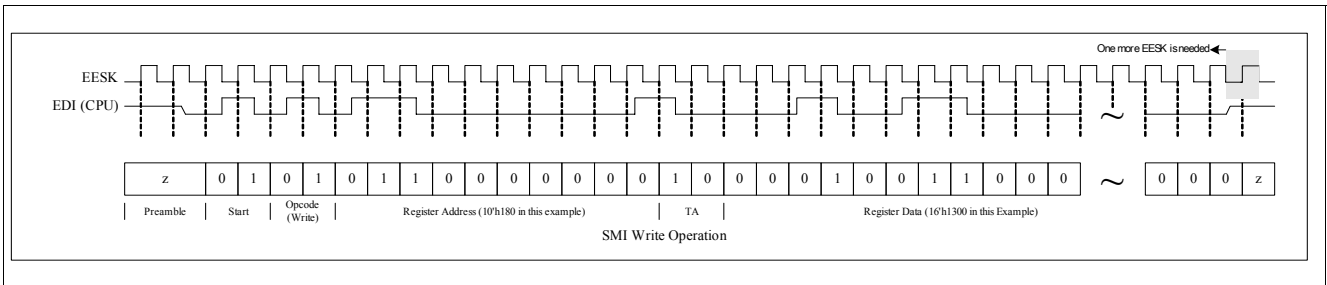 One more EESK is needed
EESK
EDI (CPU)
~
z 0 1 0 1 0 1 1 0 0 0 0 0 0 0 1 0 0 0 0 1 0 0 1 1 0 0 0 ~ 0 0 0 z
Preamble Start Opcode (Write) Register Address (10'h180 in this example) TA Register Data (16'h1300 in this Example)
SMI Write Operation